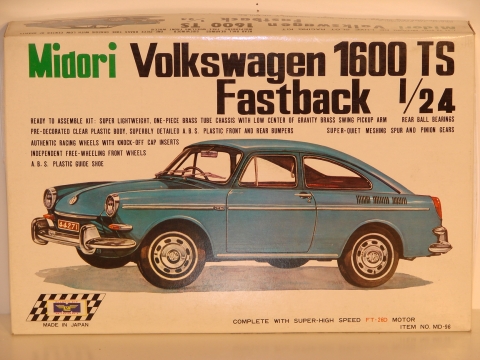 Midori Volkswagen 1600 TS
Fastback 1/24
READY TO ASSEMBLE KIT: SUPER LIGHTWEIGHT, ONE-PIECE BRASS TUBE CHASSIS WITH LOW CENTER OF GRAVITY BRASS SWING PICKUP ARM REAR BALL BEARINGS
PRE-DECORATED CLEAR PLASTIC BODY, SUPERBLY DETAILED A.B.S. PLASTIC FRONT AND REAR BUMPERS SUPER-QUIET MESHING SPUR AND PINION GEARS
AUTHENTIC RACING WHEELS WITH KNOCK-OFF CAP INSERTS
INDEPENDENT FREE-WHEELING FRONT WHEELS
A.B.S. PLASTIC GUIDE SHOE
44271
MADE IN JAPAN
COMPLETE WITH SUPER-HIGH SPEED FT-26D MOTOR
ITEM NO. MD-98